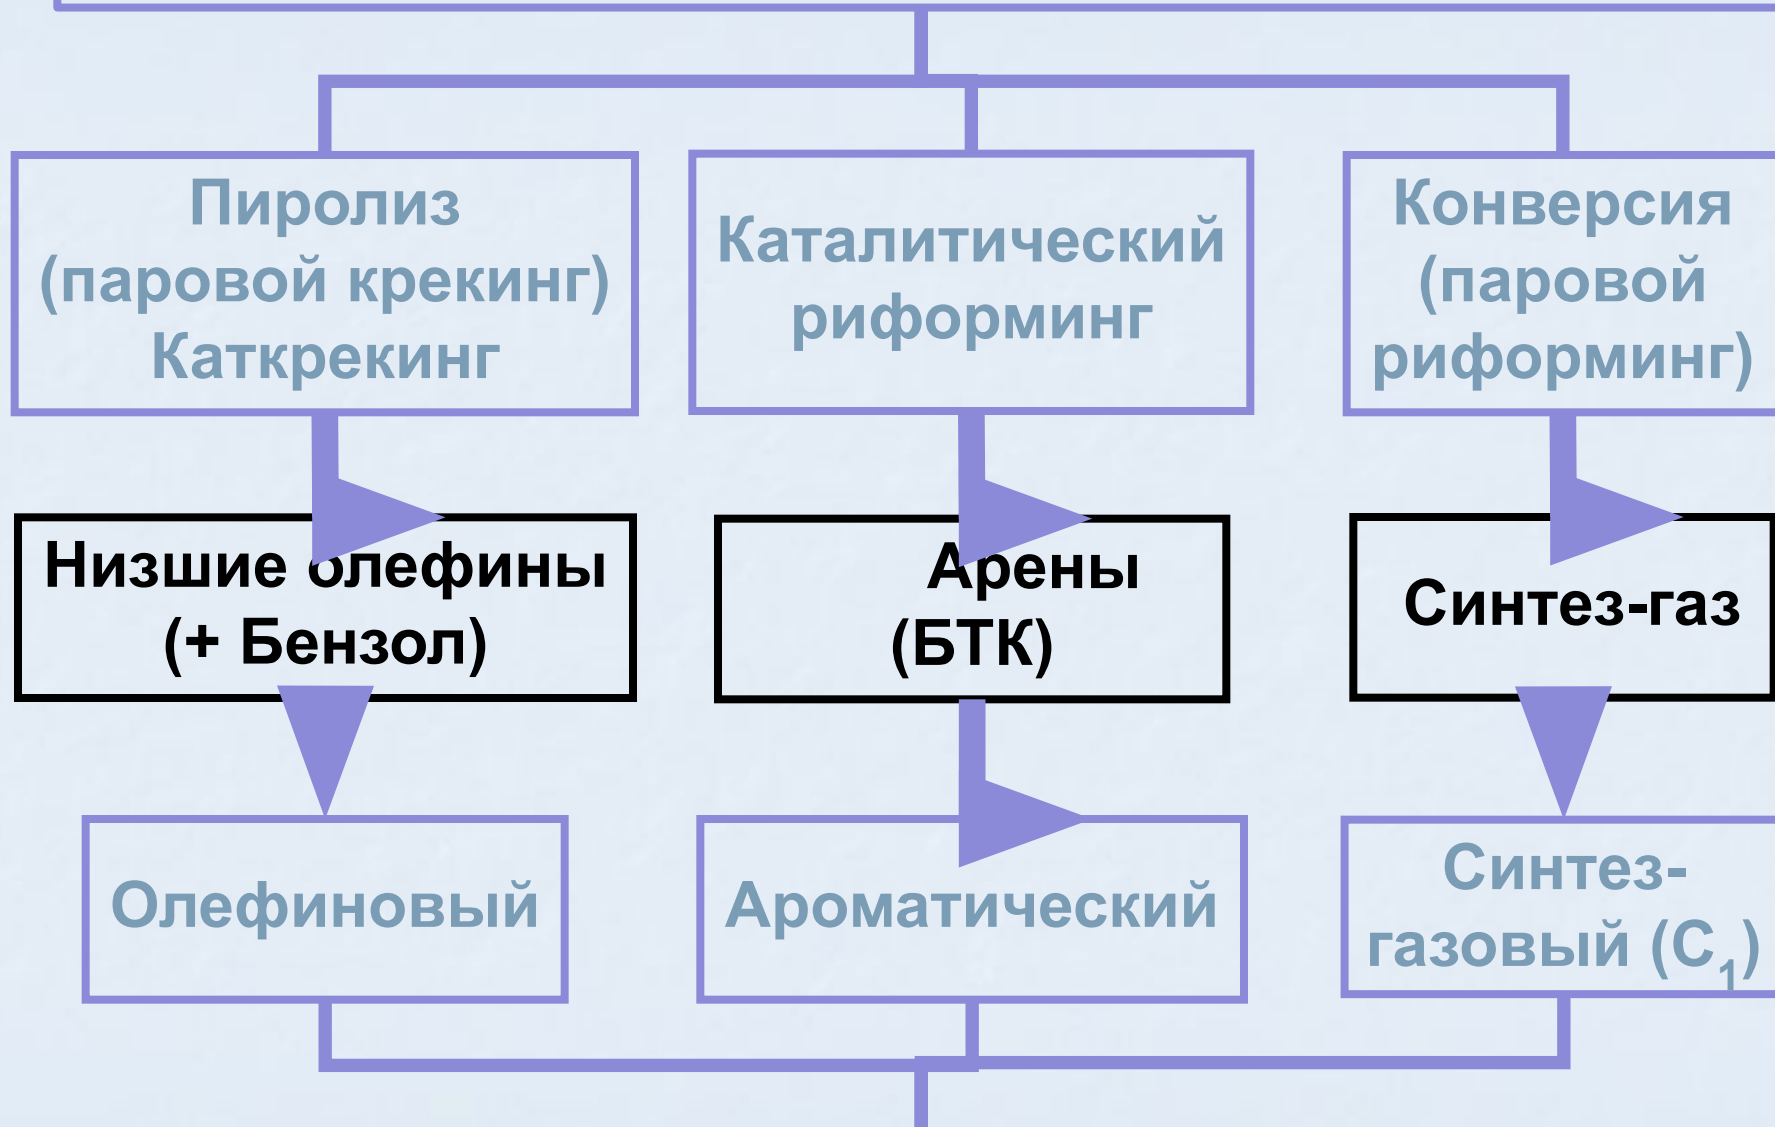 Пиролиз
(паровой крекинг)
Каткрекинг
Каталитический
риформинг
Конверсия
(паровой
риформинг)
Низшие олефины
(+ Бензол)
Арены
(БТК)
Синтез-газ
Олефиновый
Ароматический
Синтез-
газовый (С₁)